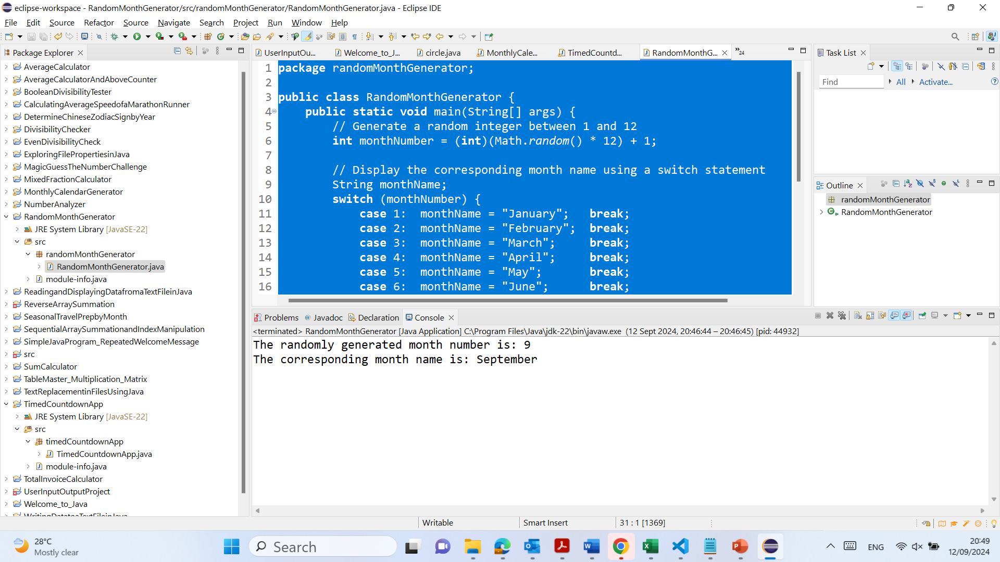 eclipse-workspace - RandomMonthGenerator/src/randomMonthGenerator/RandomMonthGenerator.java - Eclipse IDE
File Edit Source Refactor Source Navigate Search Project Run Window Help
Package Explorer
AverageCalculator
AverageCalculatorAndAboveCounter
BooleanDivisibilityTester
CalculatingAverageSpeedofaMarathonRunner
DetermineChineseZodiacSignbyYear
DivisibilityChecker
EvenDivisibilityCheck
ExploringFilePropertiesinJava
MagicGuessTheNumberChallenge
MixedFractionCalculator
MonthlyCalendarGenerator
NumberAnalyzer
RandomMonthGenerator
JRE System Library [JavaSE-22]
src
randomMonthGenerator
RandomMonthGenerator.java
module-info.java
ReadingandDisplayingDatafromaTextFileinJava
ReverseArraySummation
SeasonalTravelPrepbyMonth
SequentialArraySummationandIndexManipulation
SimpleJavaProgram_RepeatedWelcomeMessage
src
SumCalculator
TableMaster_Multiplication_Matrix
TextReplacementinFilesUsingJava
TimedCountdownApp
JRE System Library [JavaSE-22]
src
timedCountdownApp
TimedCountdownApp.java
module-info.java
TotalInvoiceCalculator
UserInputOutputProject
Welcome_to_Java
WritingDatatoaTextFileinJava
UserInputOu... Welcome_to_J... circle.java MonthlyCale... TimedCountd... RandomMonthG... »24
1 package randomMonthGenerator;
2
3 public class RandomMonthGenerator {
4 public static void main(String[] args) {
5 // Generate a random integer between 1 and 12
6 int monthNumber = (int)(Math.random() * 12) + 1;
7
8 // Display the corresponding month name using a switch statement
9 String monthName;
10 switch (monthNumber) {
11 case 1: monthName = "January"; break;
12 case 2: monthName = "February"; break;
13 case 3: monthName = "March"; break;
14 case 4: monthName = "April"; break;
15 case 5: monthName = "May"; break;
16 case 6: monthName = "June"; break;
Task List
Find All Activate...
Outline
randomMonthGenerator
RandomMonthGenerator
Problems @ Javadoc Declaration Console
<terminated> RandomMonthGenerator [Java Application] C:\Program Files\Java\jdk-22\bin\javaw.exe (12 Sept 2024, 20:46:44 – 20:46:45) [pid: 44932]
The randomly generated month number is: 9
The corresponding month name is: September
Writable Smart Insert 31 : 1 [1369]
28°C
Mostly clear
Search
ENG
20:49
12/09/2024